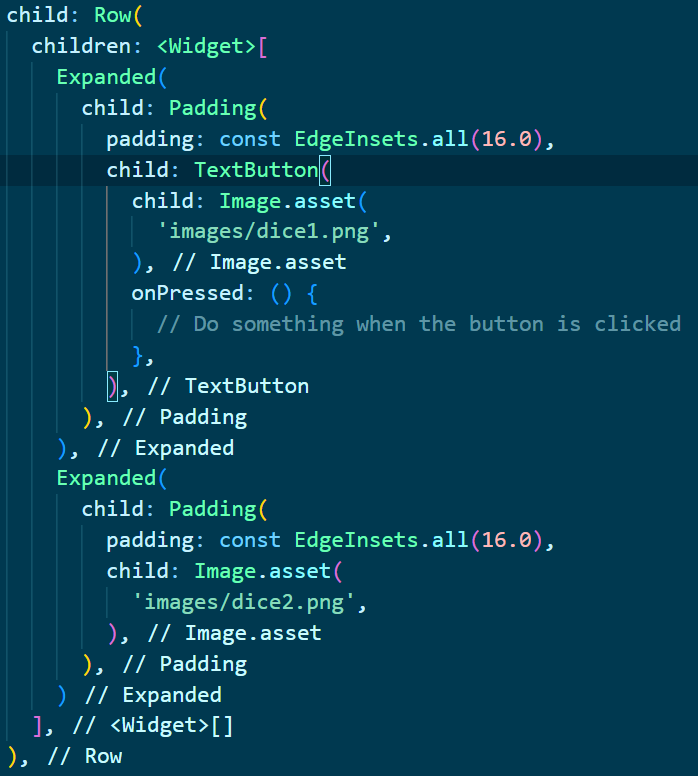 child: Row(
  children: <Widget>[
    Expanded(
      child: Padding(
        padding: const EdgeInsets.all(16.0),
        child: TextButton(
          child: Image.asset(
            'images/dice1.png',
          ), // Image.asset
          onPressed: () {
            // Do something when the button is clicked
          },
        ), // TextButton
      ), // Padding
    ), // Expanded
    Expanded(
      child: Padding(
        padding: const EdgeInsets.all(16.0),
        child: Image.asset(
          'images/dice2.png',
        ), // Image.asset
      ), // Padding
    ) // Expanded
  ], // <Widget>[]
), // Row